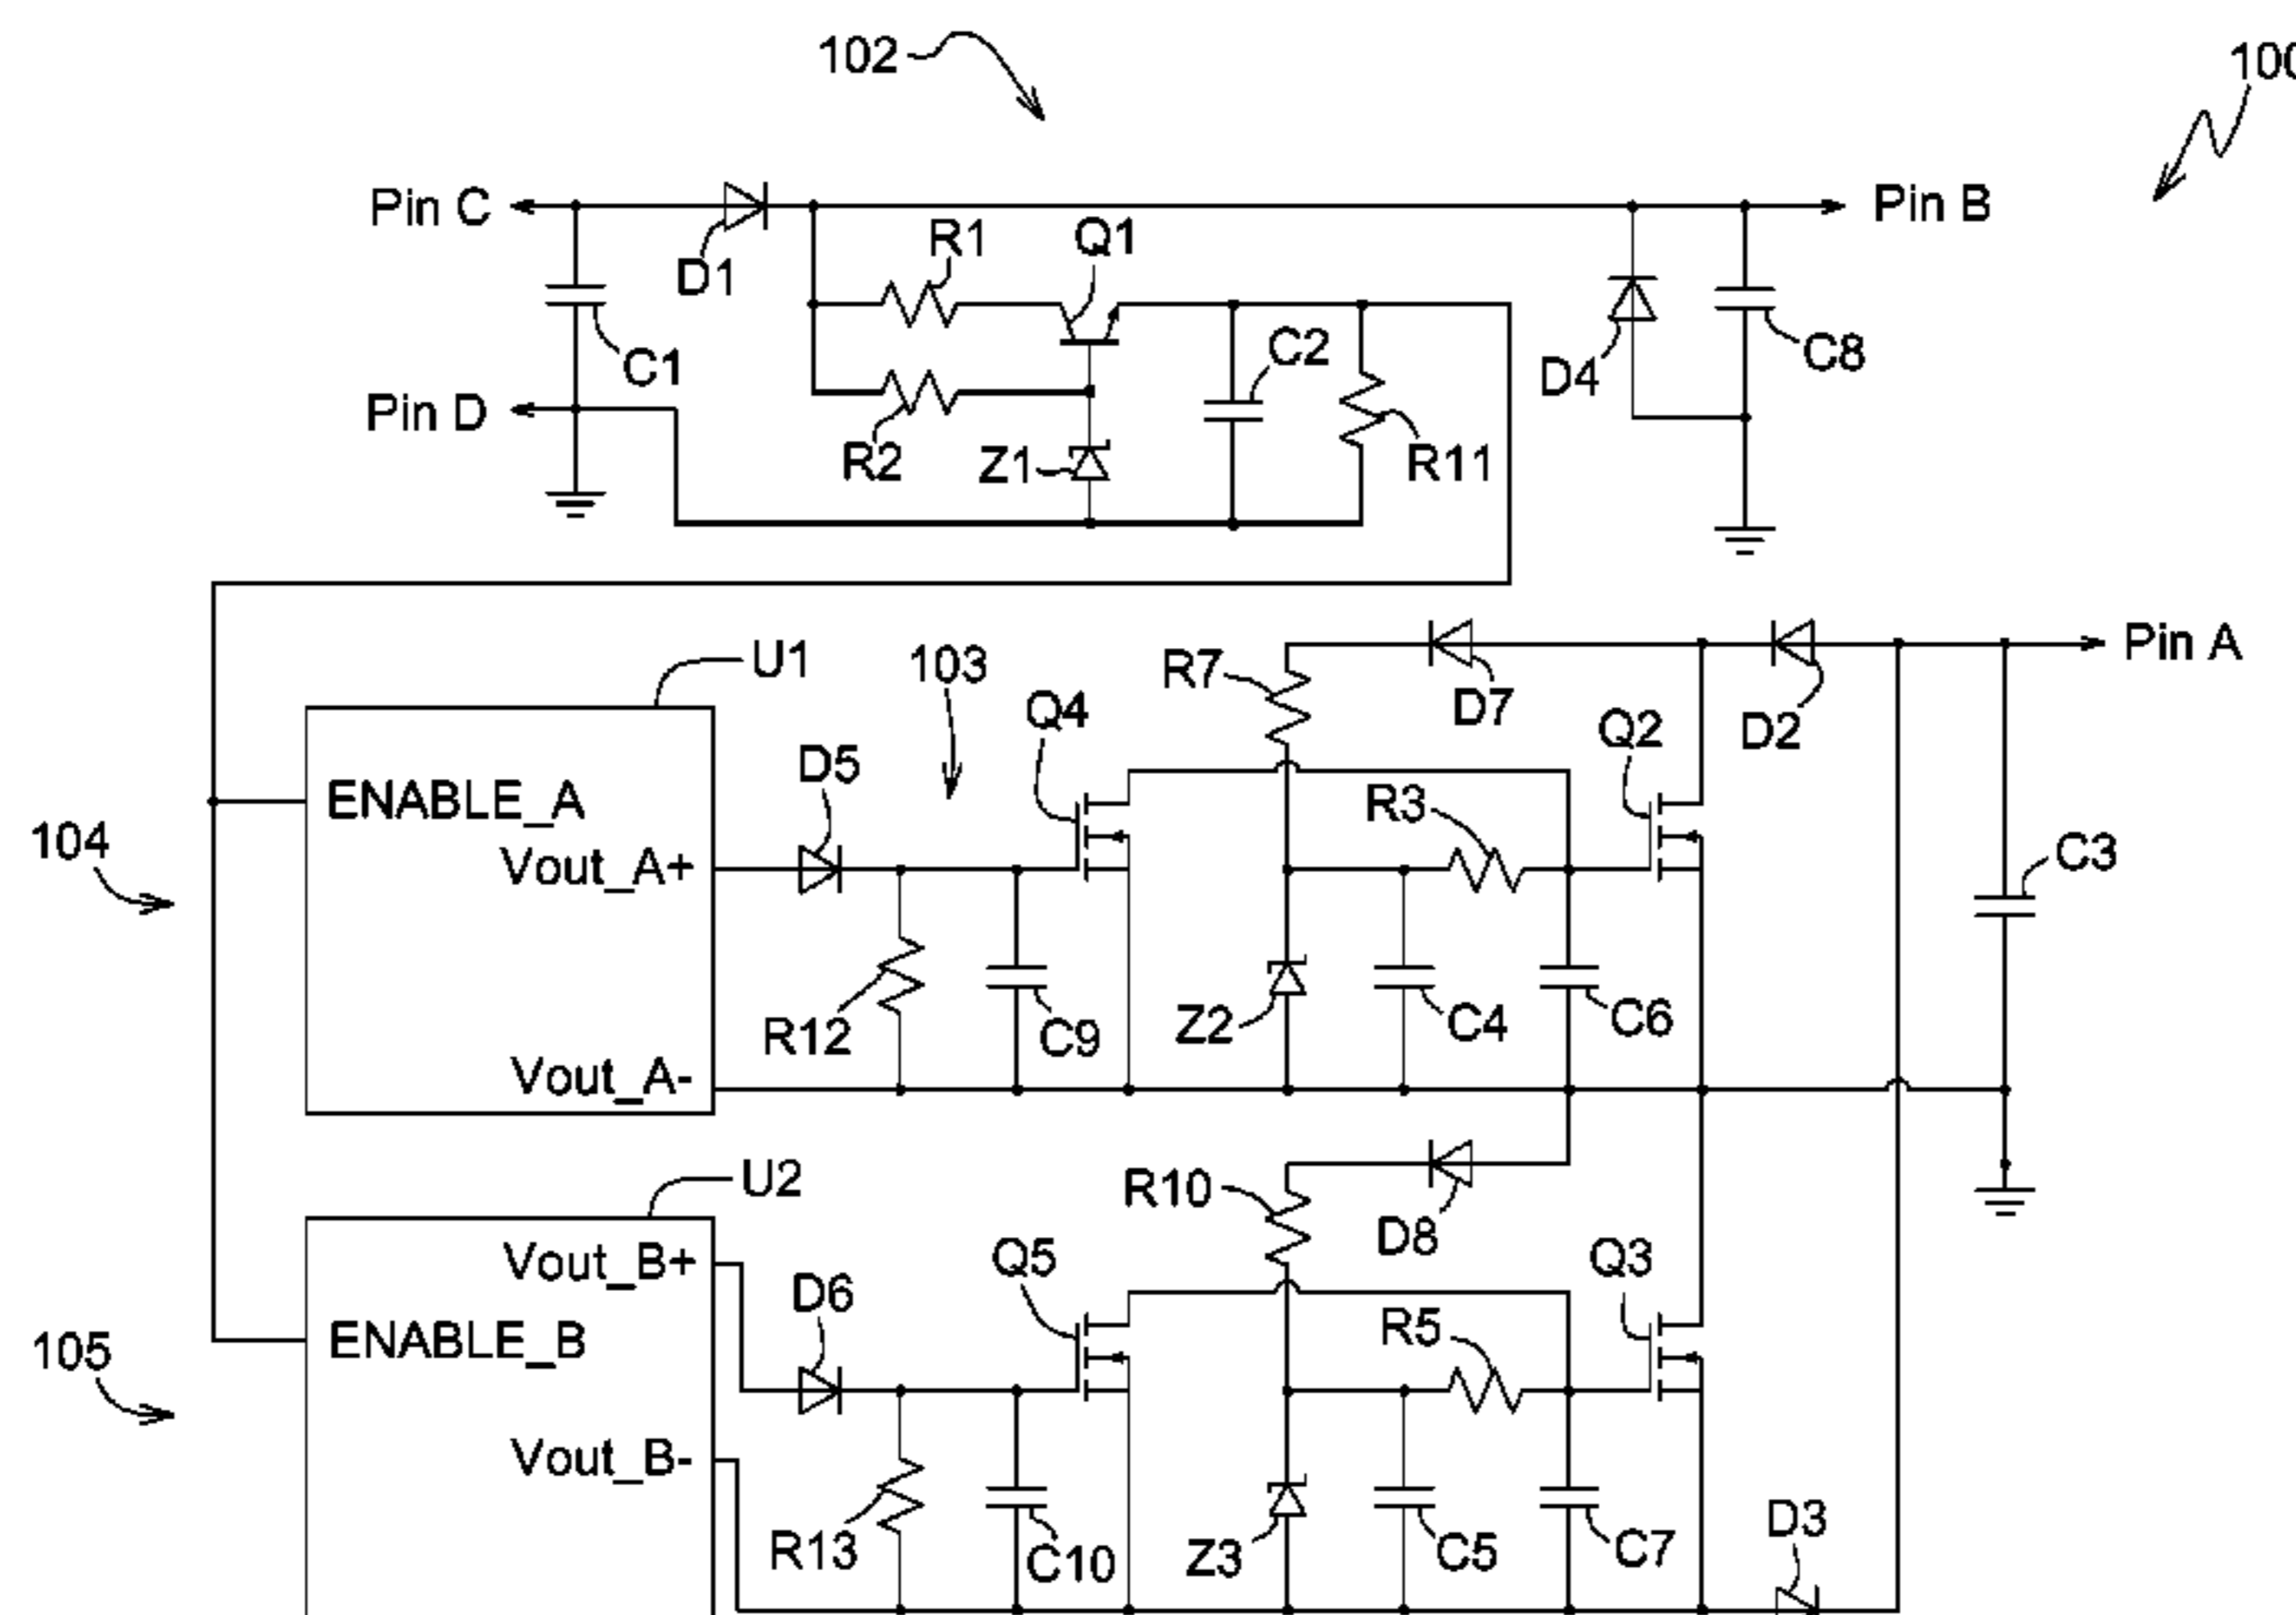 102
100
Pin C
Pin B
D1
R1
Q1
C1
C2
D4
C8
Pin D
R2
Z1
R11
Pin A
U1
103
R7
D7
D2
Q4
Q2
D5
ENABLE_A
R3
104
Vout_A+
C3
R12
C9
Z2
C4
C6
Vout_A-
U2
R10
D8
Vout_B+
Q5
Q3
D6
R5
ENABLE_B
105
Vout_B-
D3
R13
C10
Z3
C5
C7